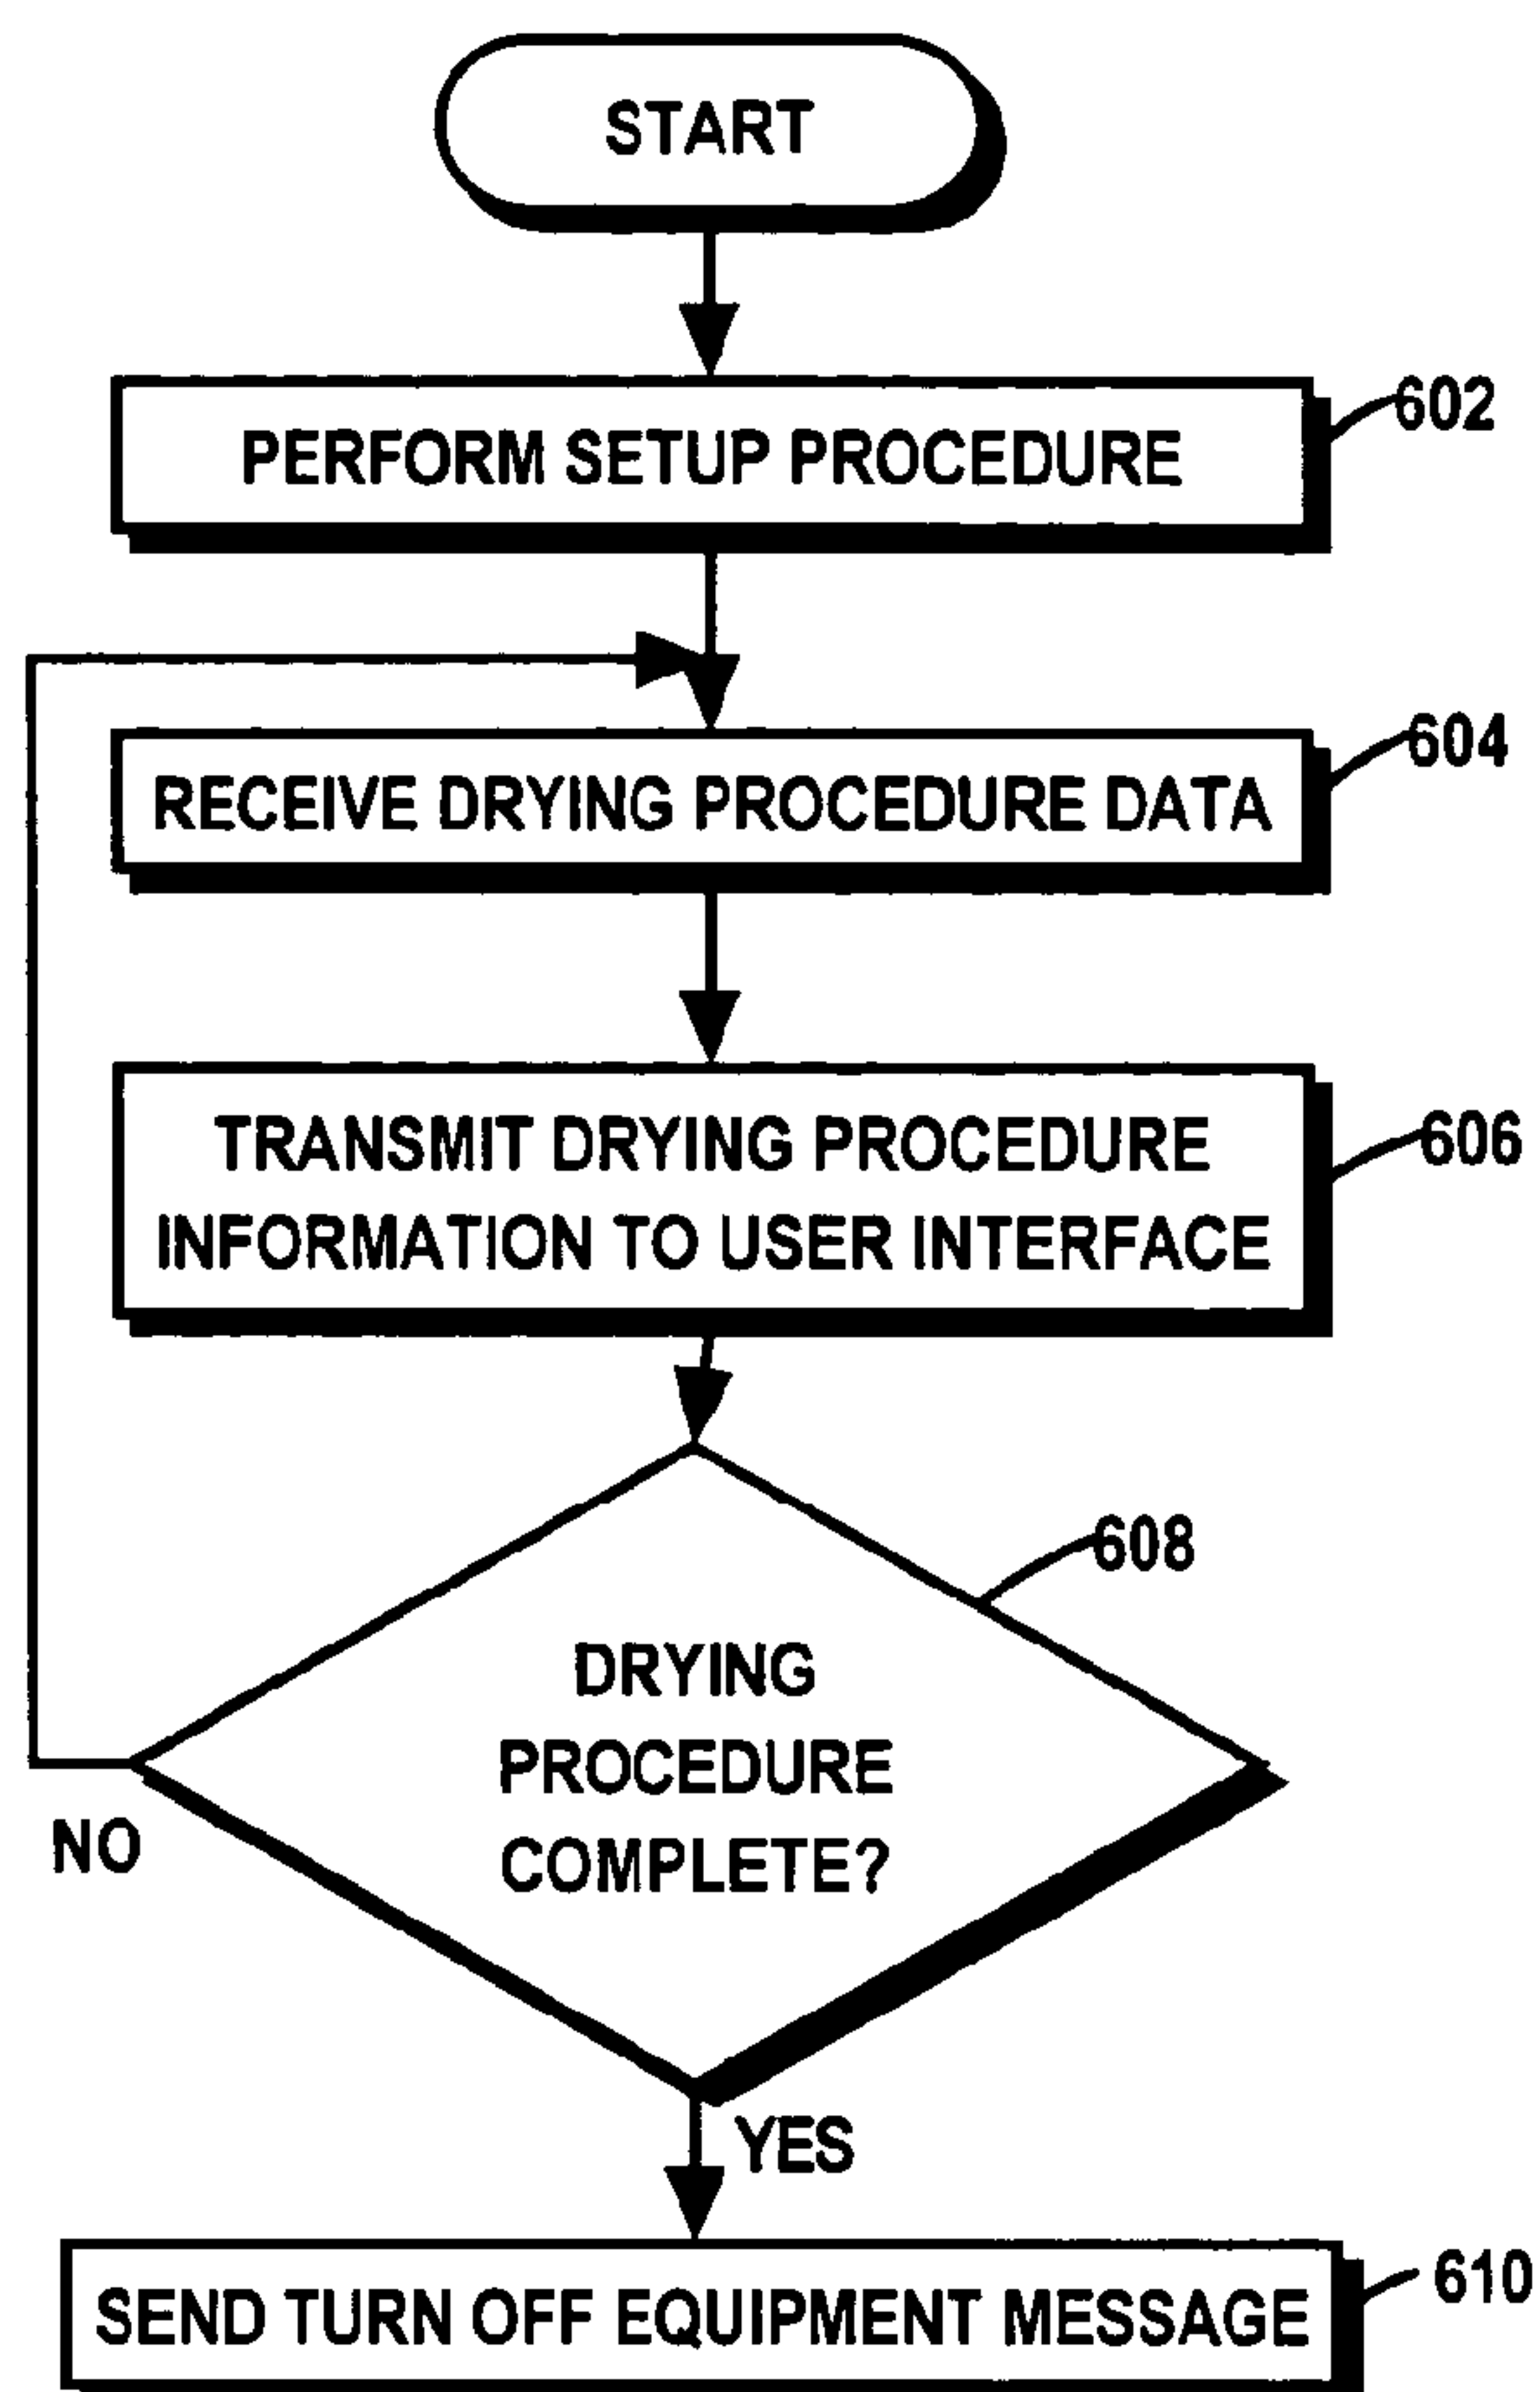 START
PERFORM SETUP PROCEDURE
602
RECEIVE DRYING PROCEDURE DATA
604
TRANSMIT DRYING PROCEDURE
INFORMATION TO USER INTERFACE
606
608
DRYING
PROCEDURE
COMPLETE?
NO
YES
SEND TURN OFF EQUIPMENT MESSAGE
610